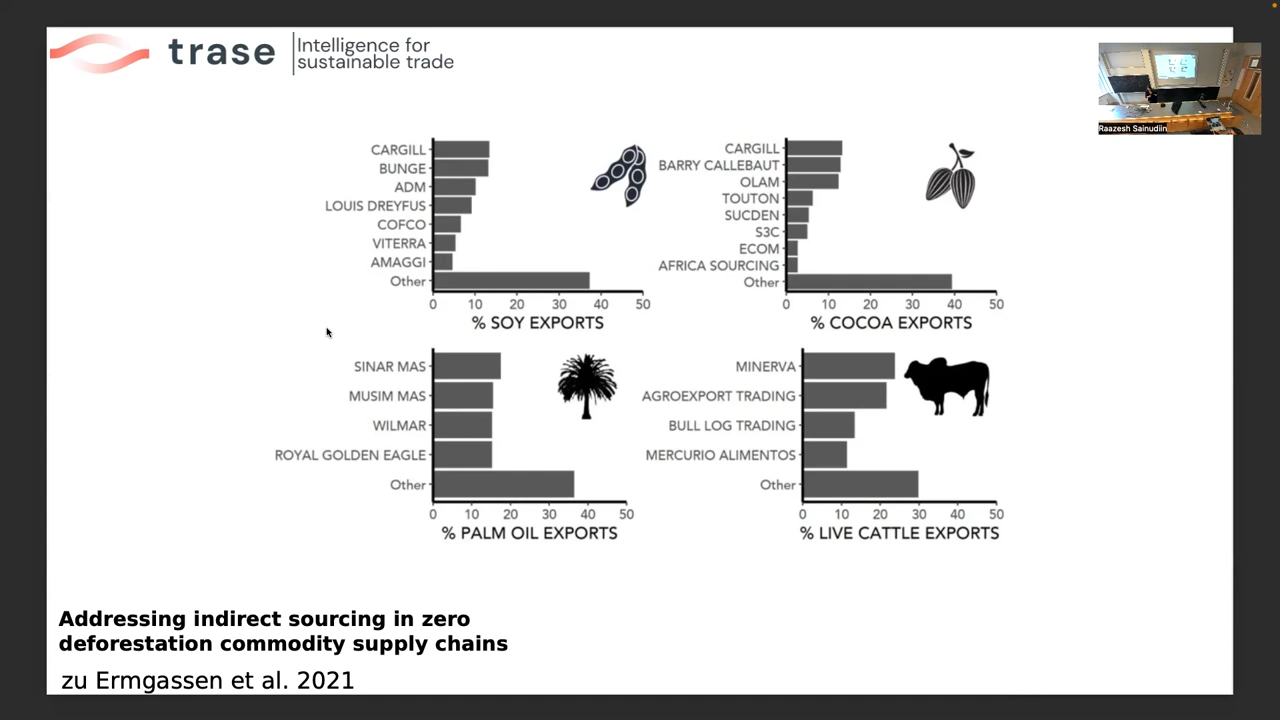 trase
Intelligence for
sustainable trade
Raazesh Sainudiin
CARGILL
BUNGE
ADM
LOUIS DREYFUS
COFCO
VITERRA
AMAGGI
Other
0 10 20 30 40 50
% SOY EXPORTS
CARGILL
BARRY CALLEBAUT
OLAM
TOUTON
SUCDEN
S3C
ECOM
AFRICA SOURCING
Other
0 10 20 30 40 50
% COCOA EXPORTS
SINAR MAS
MUSIM MAS
WILMAR
ROYAL GOLDEN EAGLE
Other
0 10 20 30 40 50
% PALM OIL EXPORTS
MINERVA
AGROEXPORT TRADING
BULL LOG TRADING
MERCURIO ALIMENTOS
Other
0 10 20 30 40 50
% LIVE CATTLE EXPORTS
Addressing indirect sourcing in zero
deforestation commodity supply chains
zu Ermgassen et al. 2021